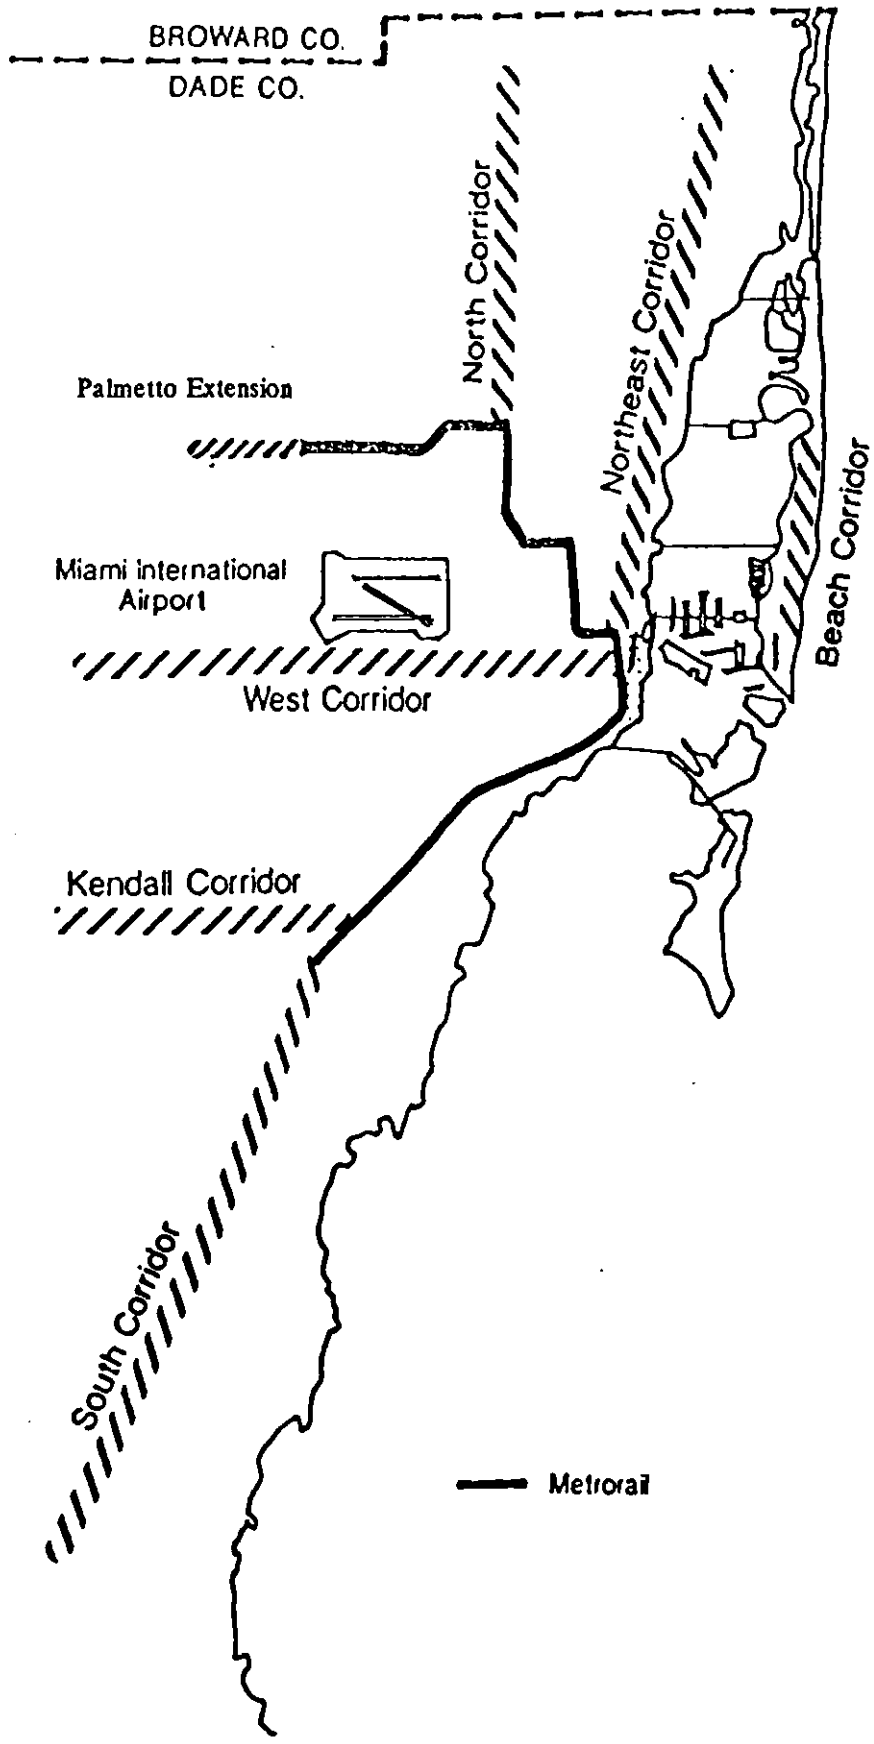 BROWARD CO.
DADE CO.
North Corridor
Northeast Corridor
Palmetto Extension
Beach Corridor
Miami international
Airport
West Corridor
Kendall Corridor
South Corridor
Metrorail